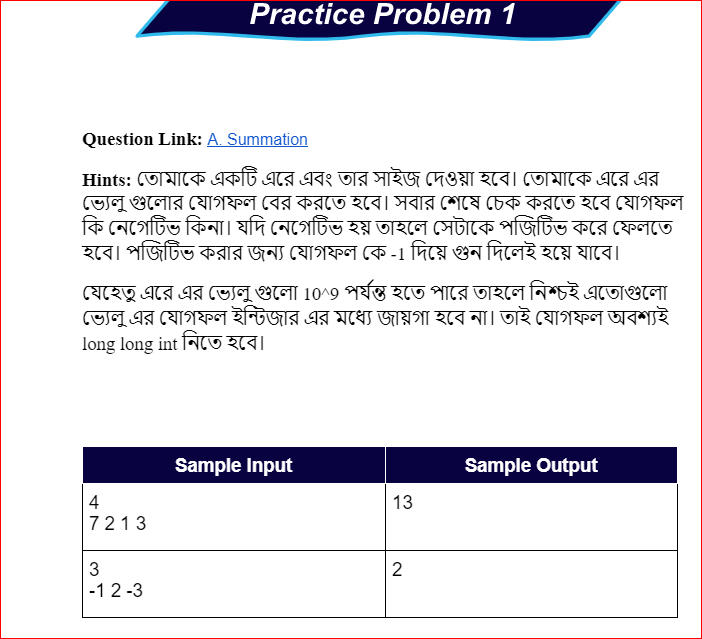 Practice Problem 1
Question Link: A. Summation
Hints: তোমাকে একটি এরে এবং তার সাইজ দেওয়া হবে। তোমাকে এরে এর
ভ্যেলু গুলোর যোগফল বের করতে হবে। সবার শেষে চেক করতে হবে যোগফল
কি নেগেটিভ কিনা। যদি নেগেটিভ হয় তাহলে সেটাকে পজিটিভ করে ফেলতে
হবে। পজিটিভ করার জন্য যোগফল কে -1 দিয়ে গুন দিলেই হয়ে যাবে।
যেহেতু এরে এর ভ্যেলু গুলো 10^9 পর্যন্ত হতে পারে তাহলে নিশ্চই এতোগুলো
ভ্যেলু এর যোগফল ইন্টিজার এর মধ্যে জায়গা হবে না। তাই যোগফল অবশ্যই
long long int নিতে হবে।
Sample Input Sample Output
4 13
7 2 1 3
3 2
-1 2 -3